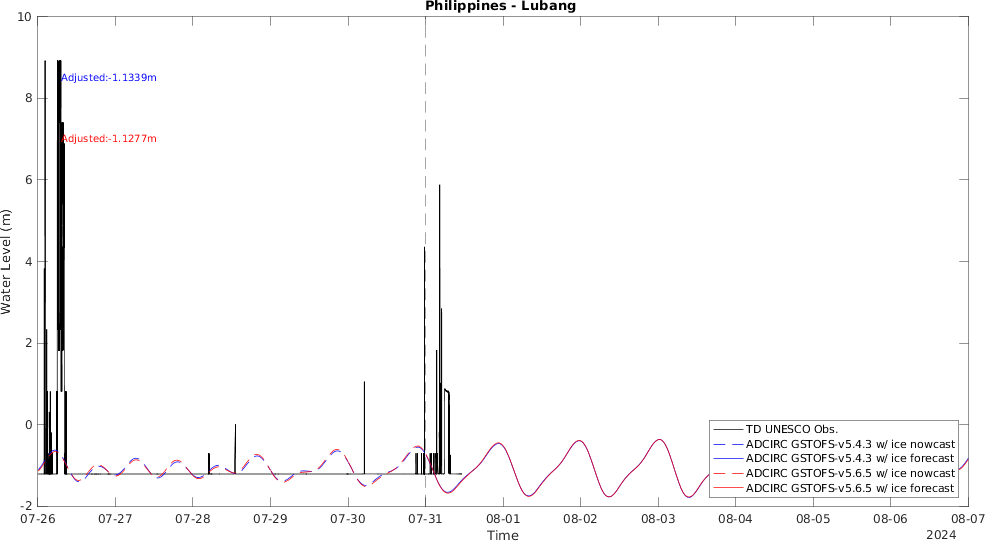 Philippines - Lubang
10
8
6
4
2
0
-2
Water Level (m)
Adjusted:-1.1339m
Adjusted:-1.1277m
TD UNESCO Obs.
ADCIRC GSTOFS-v5.4.3 w/ ice nowcast
ADCIRC GSTOFS-v5.4.3 w/ ice forecast
ADCIRC GSTOFS-v5.6.5 w/ ice nowcast
ADCIRC GSTOFS-v5.6.5 w/ ice forecast
07-26 07-27 07-28 07-29 07-30 07-31 08-01 08-02 08-03 08-04 08-05 08-06 08-07
Time
2024